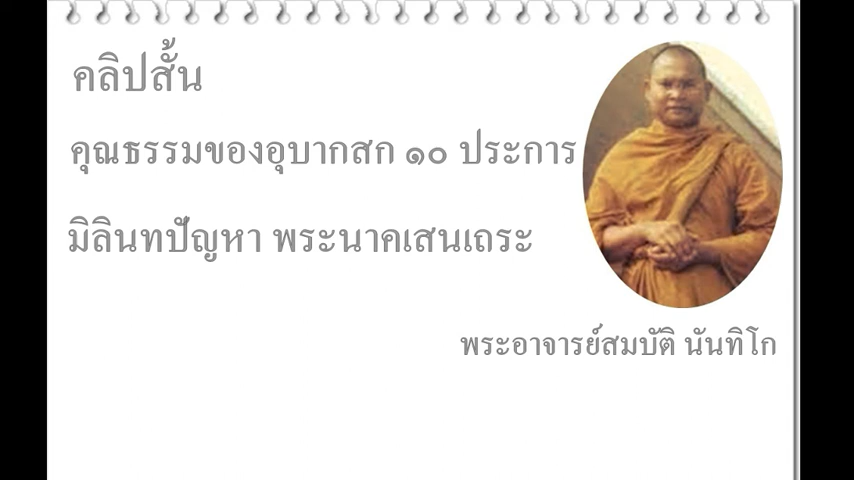 คลิปสั้น
คุณธรรมของอุบากสก ๑๐ ประการ
มิลินทปัญหา พระนาคเสนเถระ
พระอาจารย์สมบัติ นันทิโก